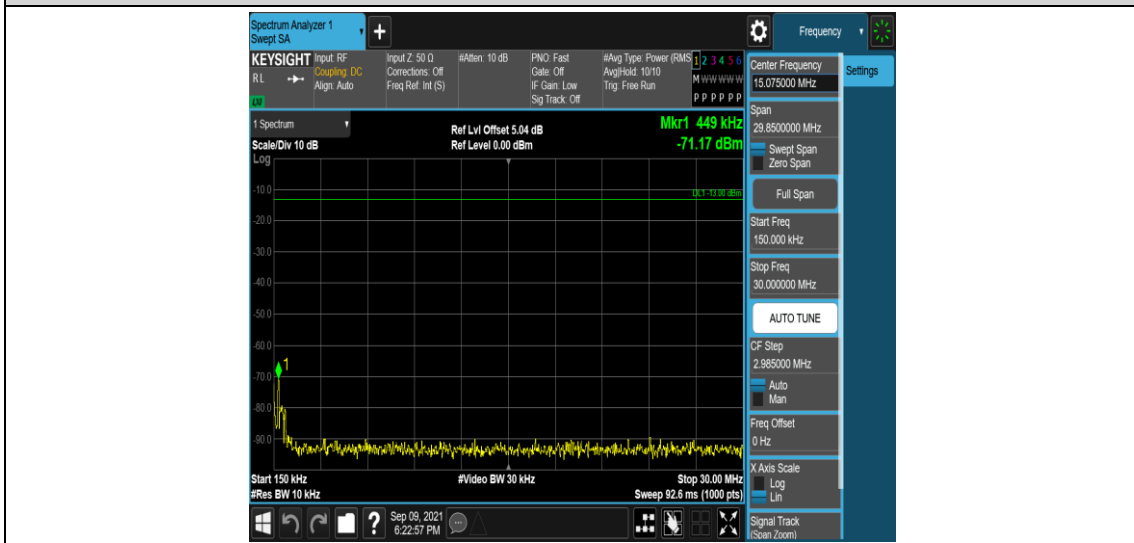 Spectrum Analyzer 1
Swept SA
+
Frequency
KEYSIGHT
Input: RF
Coupling: DC
Align: Auto
RL
LXI
Input Z: 50 Ω
Corrections: Off
Freq Ref: Int (S)
#Atten: 10 dB
PNO: Fast
Gate: Off
IF Gain: Low
Sig Track: Off
#Avg Type: Power (RMS
Avg|Hold: 10/10
Trig: Free Run
1 2 3 4 5 6
M W W W W W
P P P P P P
1 Spectrum
Scale/Div 10 dB
Log
Ref Lvl Offset 5.04 dB
Ref Level 0.00 dBm
Mkr1 449 kHz
-71.17 dBm
DL1 -13.00 dBm
-10.0
-20.0
-30.0
-40.0
-50.0
-60.0
-70.0
-80.0
-90.0
1
Start 150 kHz
#Res BW 10 kHz
#Video BW 30 kHz
Stop 30.00 MHz
Sweep 92.6 ms (1000 pts)
?
Sep 09, 2021
6:22:57 PM
Center Frequency
15.075000 MHz
Settings
Span
29.8500000 MHz
Swept Span
Zero Span
Full Span
Start Freq
150.000 kHz
Stop Freq
30.000000 MHz
AUTO TUNE
CF Step
2.985000 MHz
Auto
Man
Freq Offset
0 Hz
X Axis Scale
Log
Lin
Signal Track
(Span Zoom)